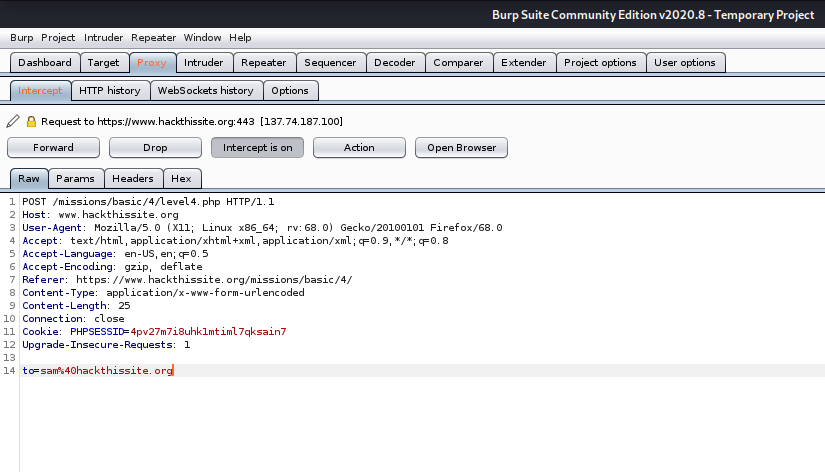 Burp Suite Community Edition v2020.8 - Temporary Project
Burp Project Intruder Repeater Window Help
Dashboard Target Proxy Intruder Repeater Sequencer Decoder Comparer Extender Project options User options
Intercept HTTP history WebSockets history Options
Request to https://www.hackthissite.org:443 [137.74.187.100]
Forward Drop Intercept is on Action Open Browser
Raw Params Headers Hex
1 POST /missions/basic/4/level4.php HTTP/1.1
2 Host: www.hackthissite.org
3 User-Agent: Mozilla/5.0 (X11; Linux x86_64; rv:68.0) Gecko/20100101 Firefox/68.0
4 Accept: text/html,application/xhtml+xml,application/xml;q=0.9,*/*;q=0.8
5 Accept-Language: en-US,en;q=0.5
6 Accept-Encoding: gzip, deflate
7 Referer: https://www.hackthissite.org/missions/basic/4/
8 Content-Type: application/x-www-form-urlencoded
9 Content-Length: 25
10 Connection: close
11 Cookie: PHPSESSID=4pv27m7i8uhk1mtiml7qksain7
12 Upgrade-Insecure-Requests: 1
13
14 to=sam%40hackthissite.org